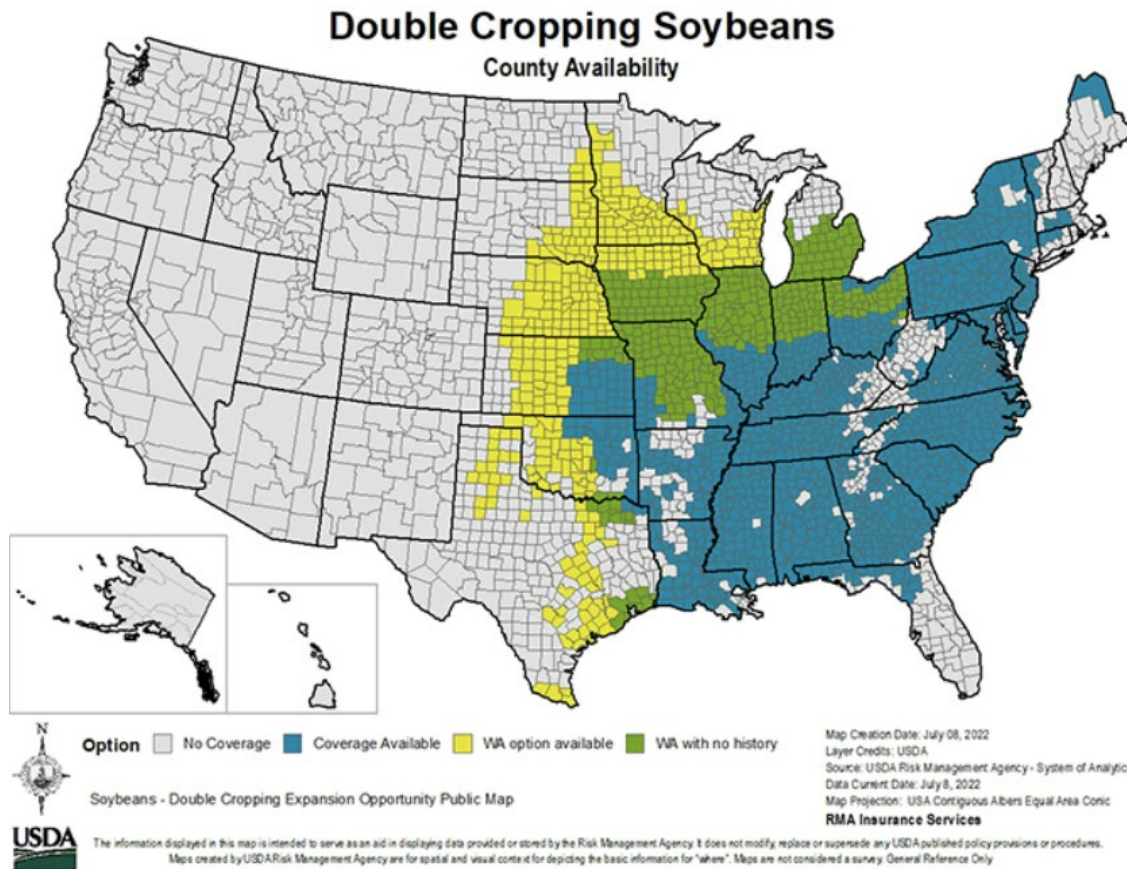 Double Cropping Soybeans
County Availability
N
Option No Coverage Coverage Available WA option available WA with no history
Soybeans - Double Cropping Expansion Opportunity Public Map
Map Creation Date: July 08, 2022
Layer Credits: USDA
Source: USDA Risk Management Agency - System of Analytic
Data Current Date: July 8, 2022
Map Projection: USA Contiguous Albers Equal Area Conic
RMA Insurance Services
USDA
The information displayed in this map is intended to serve as an aid in displaying data provided or stored by the Risk Management Agency. It does not modify, replace or supersede any USDA published policy provisions or procedures.
Maps created by USDA Risk Management Agency are for spatial and visual context for depicting the basic information for "where". Maps are not considered a survey. General Reference Only